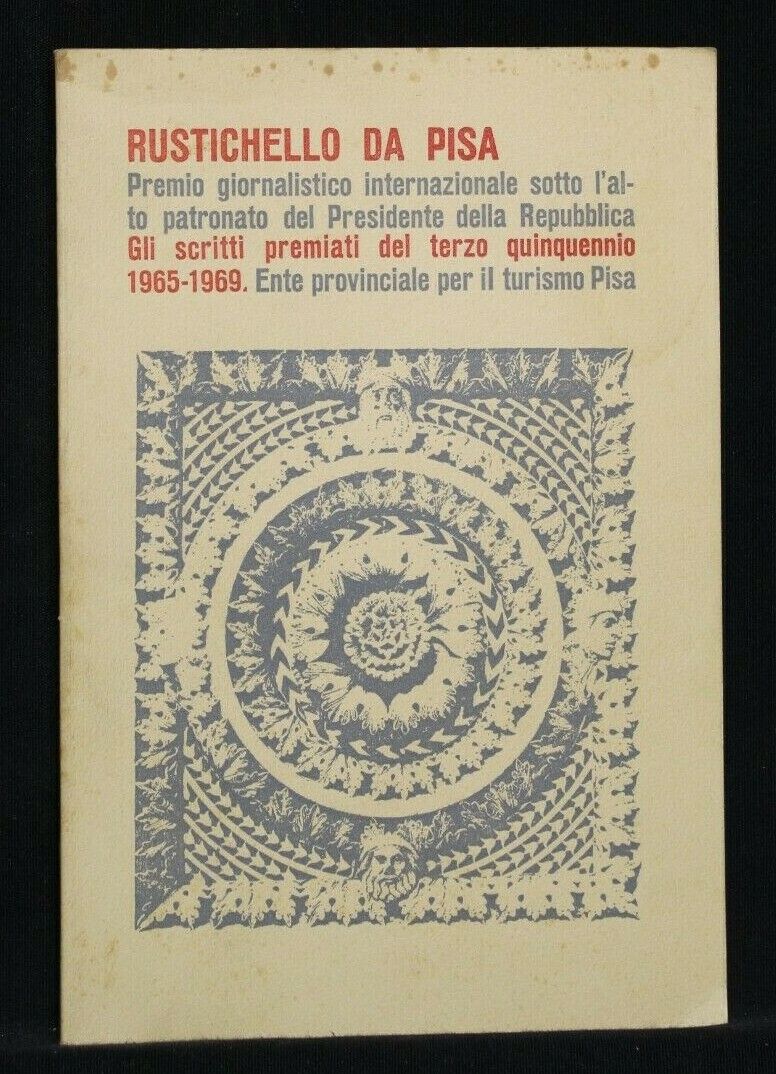 RUSTICHELLO DA PISA
Premio giornalistico internazionale sotto l'al-
to patronato del Presidente della Repubblica
Gli scritti premiati del terzo quinquennio
1965-1969. Ente provinciale per il turismo Pisa